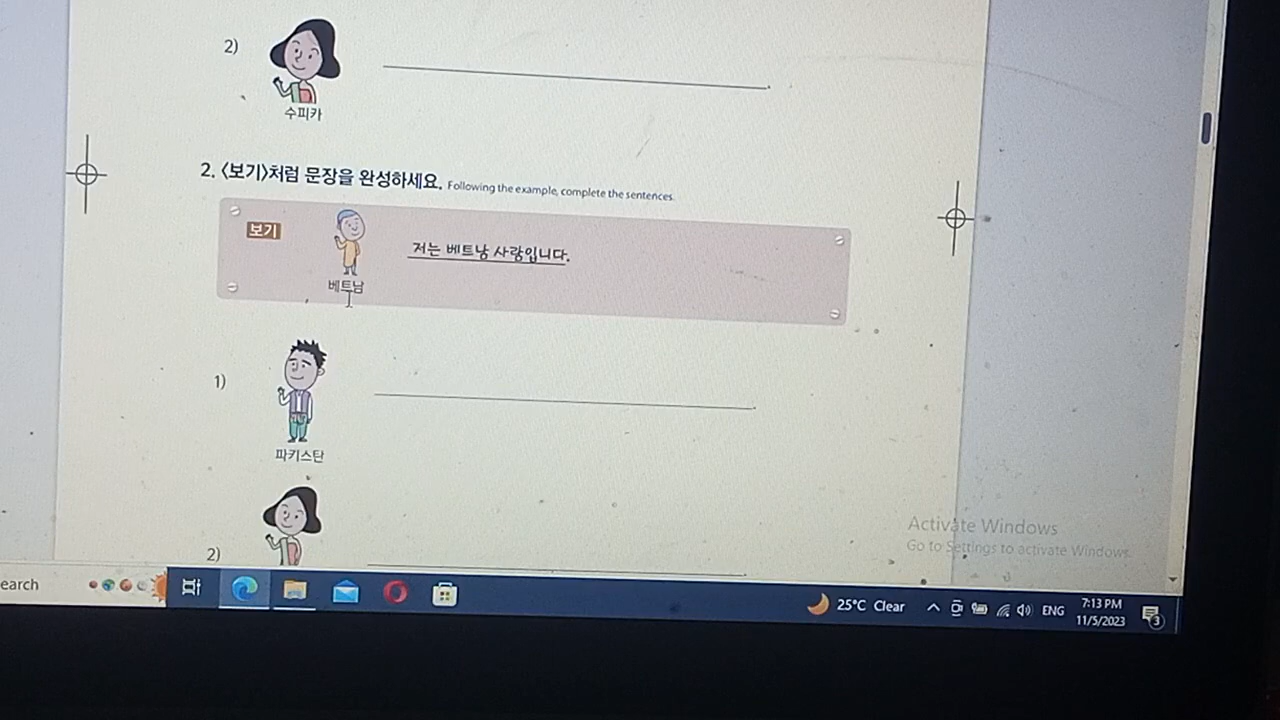 2)
수피카
2. <보기>처럼 문장을 완성하세요. Following the example, complete the sentences.
보기
저는 베트남 사람입니다.
베트남
1)
파키스탄
2)
Activate Windows
Go to Settings to activate Windows.
earch
25°C Clear
ENG
7:13 PM
11/5/2023
3